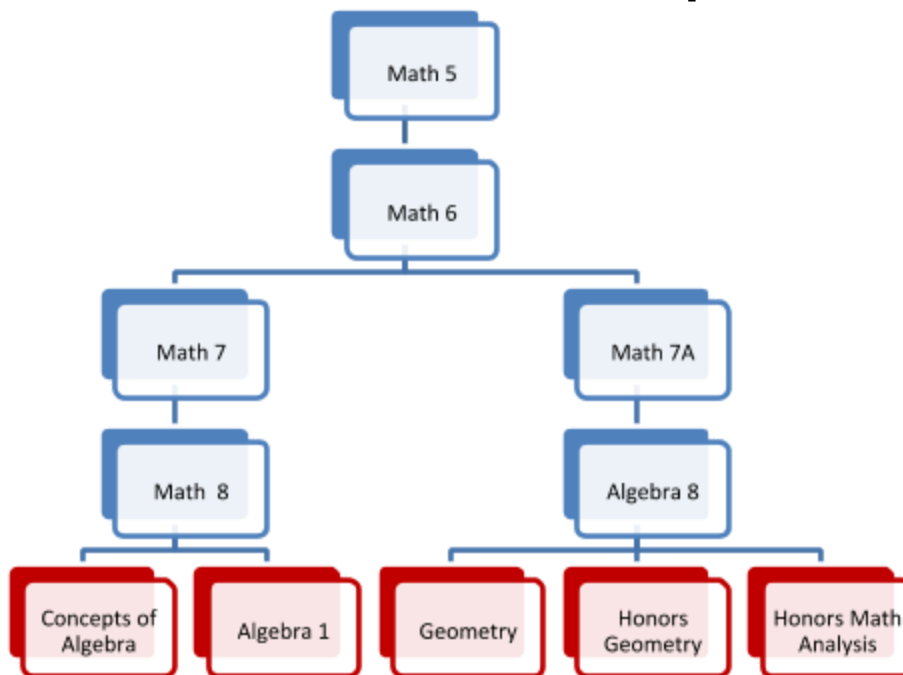 Math 5
Math 6
Math 7
Math 7A
Math 8
Algebra 8
Concepts of
Algebra
Algebra 1
Geometry
Honors
Geometry
Honors Math
Analysis